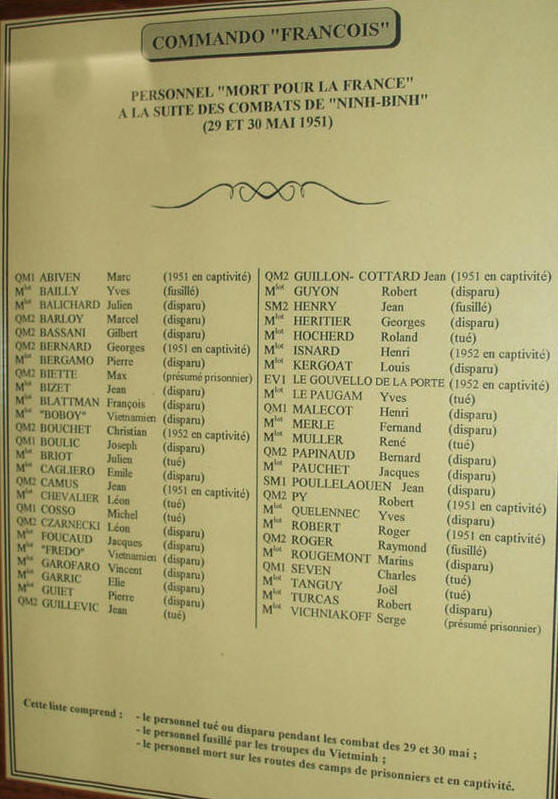 COMMANDO "FRANCOIS"
PERSONNEL "MORT POUR LA FRANCE"
A LA SUITE DES COMBATS DE "NINH-BINH"
(29 ET 30 MAI 1951)
QM1 ABIVEN Marc (1951 en captivité)
Mlot BAILLY Yves (fusillé)
Mlot BALICHARD Julien (disparu)
QM2 BARLOY Marcel (disparu)
QM2 BASSANI Gilbert (disparu)
QM2 BERNARD Georges (1951 en captivité)
Mlot BERGAMO Pierre (disparu)
QM2 BIETTE Max (présumé prisonnier)
Mlot BIZET Jean (disparu)
Mlot BLATTMAN François (disparu)
Mlot "BOBOY" Vietnamien (disparu)
QM2 BOUCHET Christian (1952 en captivité)
QM1 BOULIC Joseph (disparu)
Mlot BRIOT Julien (tué)
Mlot CAGLIERO Emile (disparu)
QM2 CAMUS Jean (1951 en captivité)
Mlot CHEVALIER Léon (tué)
QM1 COSSO Michel (tué)
QM2 CZARNECKI Léon (disparu)
Mlot FOUCAUD Jacques (disparu)
Mlot "FREDO" Vietnamien (disparu)
Mlot GAROFARO Vincent (disparu)
Mlot GARRIC Elie (disparu)
Mlot GUIET Pierre (disparu)
QM2 GUILLEVIC Jean (tué)
QM2 GUILLON- COTTARD Jean (1951 en captivité)
Mlot GUYON Robert (disparu)
SM2 HENRY Jean (fusillé)
Mlot HERITIER Georges (disparu)
Mlot HOCHERD Roland (tué)
Mlot ISNARD Henri (1952 en captivité)
Mlot KERGOAT Louis (disparu)
EV1 LE GOUVELLO DE LA PORTE (1952 en captivité)
Mlot LE PAUGAM Yves (tué)
QM1 MALECOT Henri (disparu)
Mlot MERLE Fernand (disparu)
Mlot MULLER René (tué)
QM2 PAPINAUD Bernard (disparu)
Mlot PAUCHET Jacques (disparu)
SM1 POULLELAOUEN Jean (disparu)
QM2 PY Robert (1951 en captivité)
Mlot QUELENNEC Yves (disparu)
Mlot ROBERT Roger (1951 en captivité)
QM2 ROGER Raymond (fusillé)
Mlot ROUGEMONT Marins (disparu)
QM1 SEVEN Charles (tué)
Mlot TANGUY Joël (tué)
Mlot TURCAS Robert (disparu)
Mlot VICHNIAKOFF Serge (présumé prisonnier)
Cette liste comprend : - le personnel tué ou disparu pendant les combat des 29 et 30 mai ;
- le personnel fusillé par les troupes du Vietminh ;
- le personnel mort sur les routes des camps de prisonniers et en captivité.